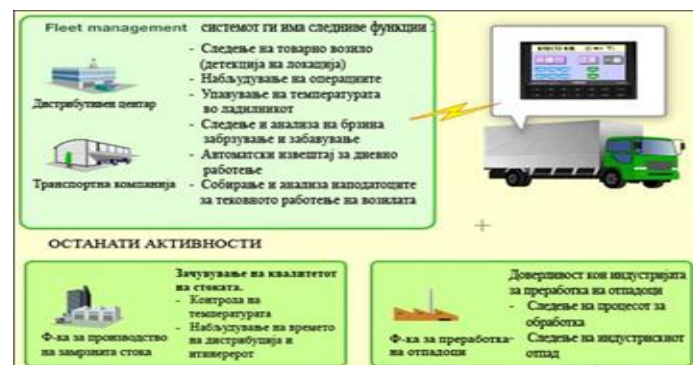 Fleet management системот ги има следниве функции :
- Следење на товарно возило
(детекција на локација)
- Набљудување на операциите
- Упавување на температурата
во ладилникот
- Следење и анализа на брзина
забрзување и забавување
- Автоматски извештај за дневно
работење
- Собирање и анализа наподатоците
за тековното работење на возилата
Дистрибутивен центар
Транспортна компанија
ОСТАНАТИ АКТИВНОСТИ
Зачувување на квалитетот
на стоката.
- Контрола на
температурата
- Набљудување на времето
на дистрибуција и
итинерерот
Ф-ка за производство
на замрзната стока
Доверливост кон индустријата
за преработка на отпадоци
- Следење на процесот за
обработка
- Следење на индустрискиот
отпад
Ф-ка за преработка
на отпадоци